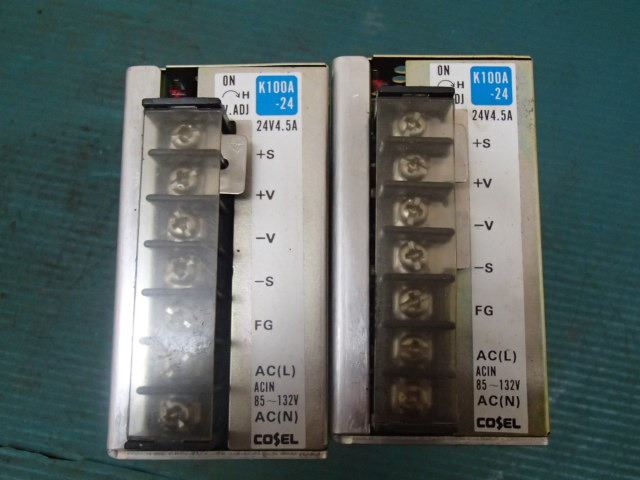 ON
H
V.ADJ
K100A
-24
24V4.5A
+S
+V
-V
-S
FG
AC(L)
ACIN
85~132V
AC(N)
COSEL
ON
H
ADJ
K100A
-24
24V4.5A
+S
+V
-V
-S
FG
AC(L)
ACIN
85~132V
AC(N)
COSEL